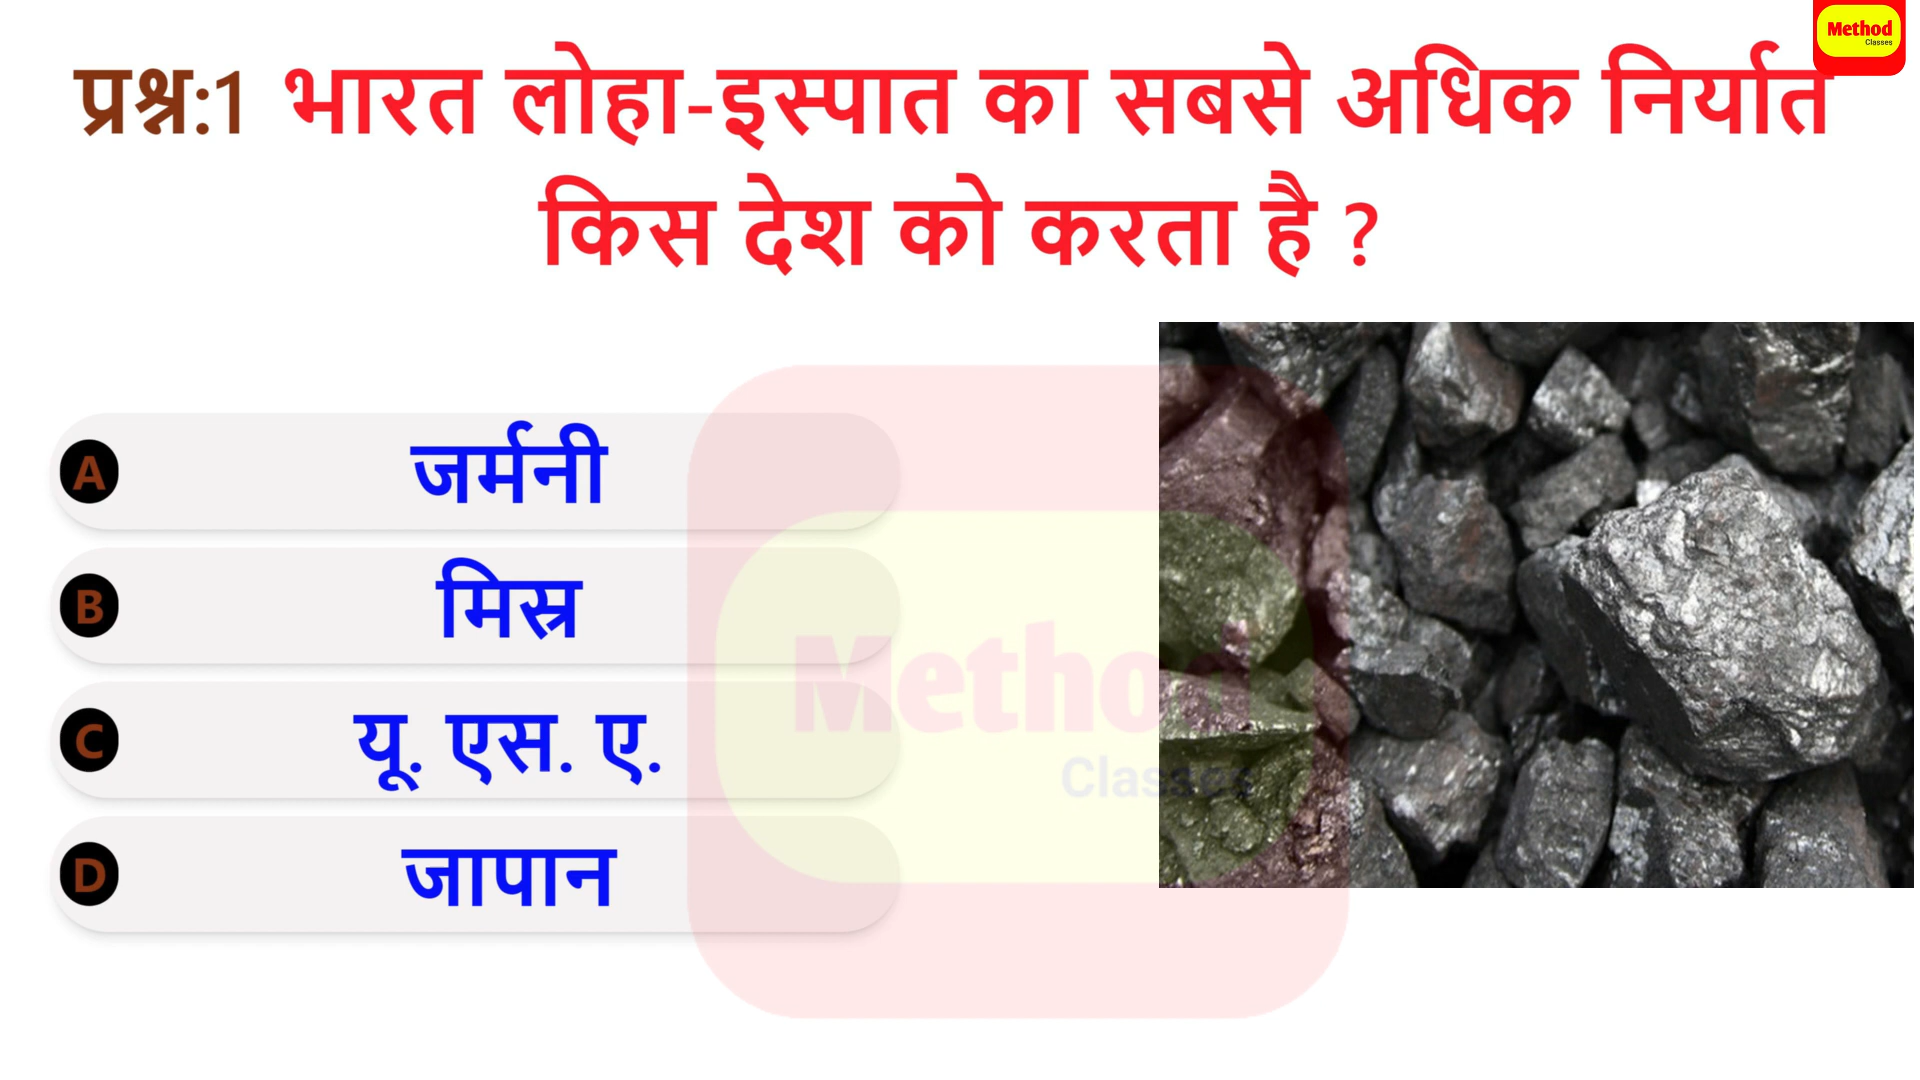 Method
Classes
प्रश्न:1 भारत लोहा-इस्पात का सबसे अधिक निर्यात
किस देश को करता है ?
A जर्मनी
B मिस्र
C यू. एस. ए.
D जापान
Method
Classes